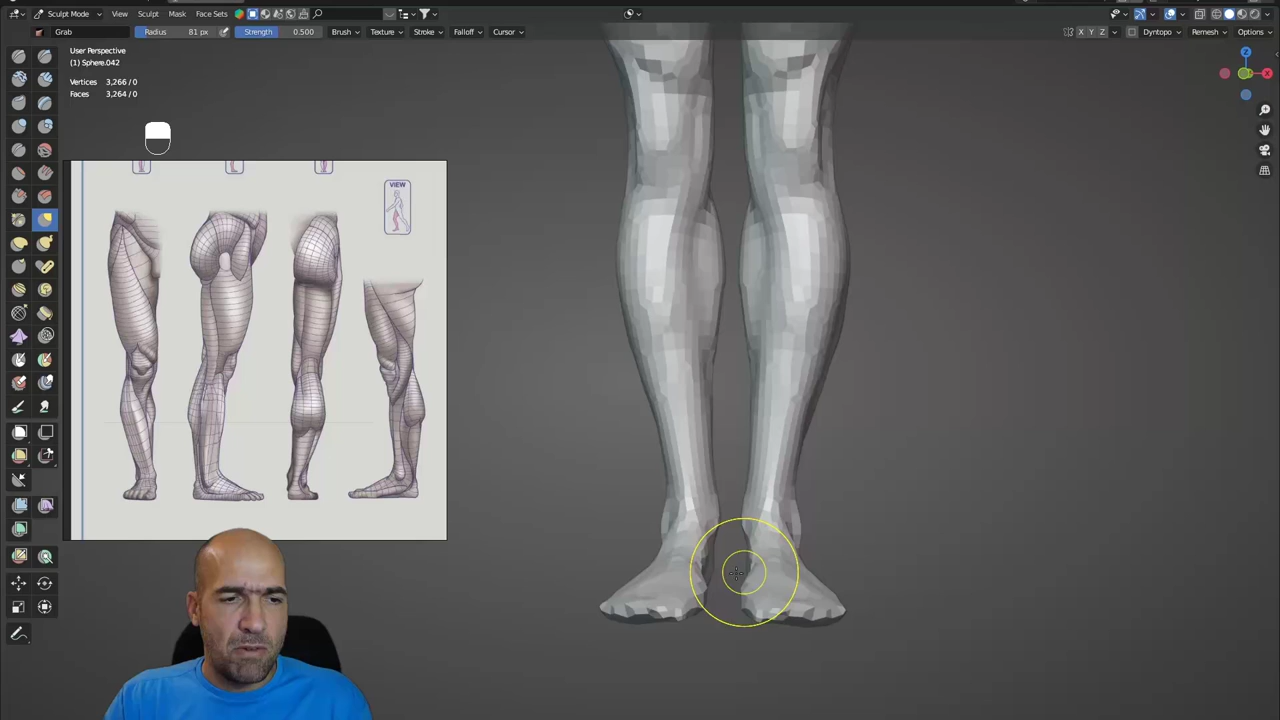 Sculpt Mode View Sculpt Mask Face Sets
Grab Radius 81 px Strength 0.500 Brush Texture Stroke Falloff Cursor X Y Z Dyntopo Remesh Options
User Perspective
(1) Sphere.042
Vertices 3,266 / 0
Faces 3,264 / 0
Z
VIEW